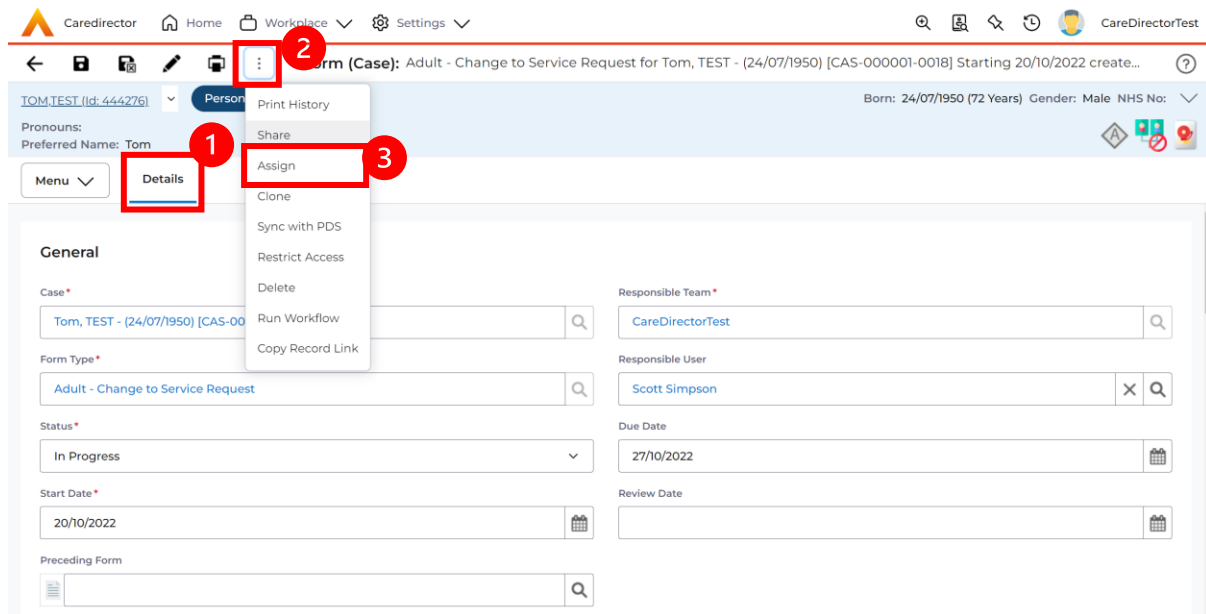 Caredirector Home Workplace Settings CareDirectorTest
2
rm (Case): Adult - Change to Service Request for Tom, TEST - (24/07/1950) [CAS-000001-0018] Starting 20/10/2022 create...
TOM,TEST (Id: 444276) Person Born: 24/07/1950 (72 Years) Gender: Male NHS No:
Pronouns:
Preferred Name: Tom
1
Menu Details
Print History
Share
Assign
3
Clone
Sync with PDS
Restrict Access
Delete
Run Workflow
Copy Record Link
General
Case* Responsible Team*
Tom, TEST - (24/07/1950) [CAS-00 CareDirectorTest
Form Type* Responsible User
Adult - Change to Service Request Scott Simpson
Status* Due Date
In Progress 27/10/2022
Start Date* Review Date
20/10/2022
Preceding Form